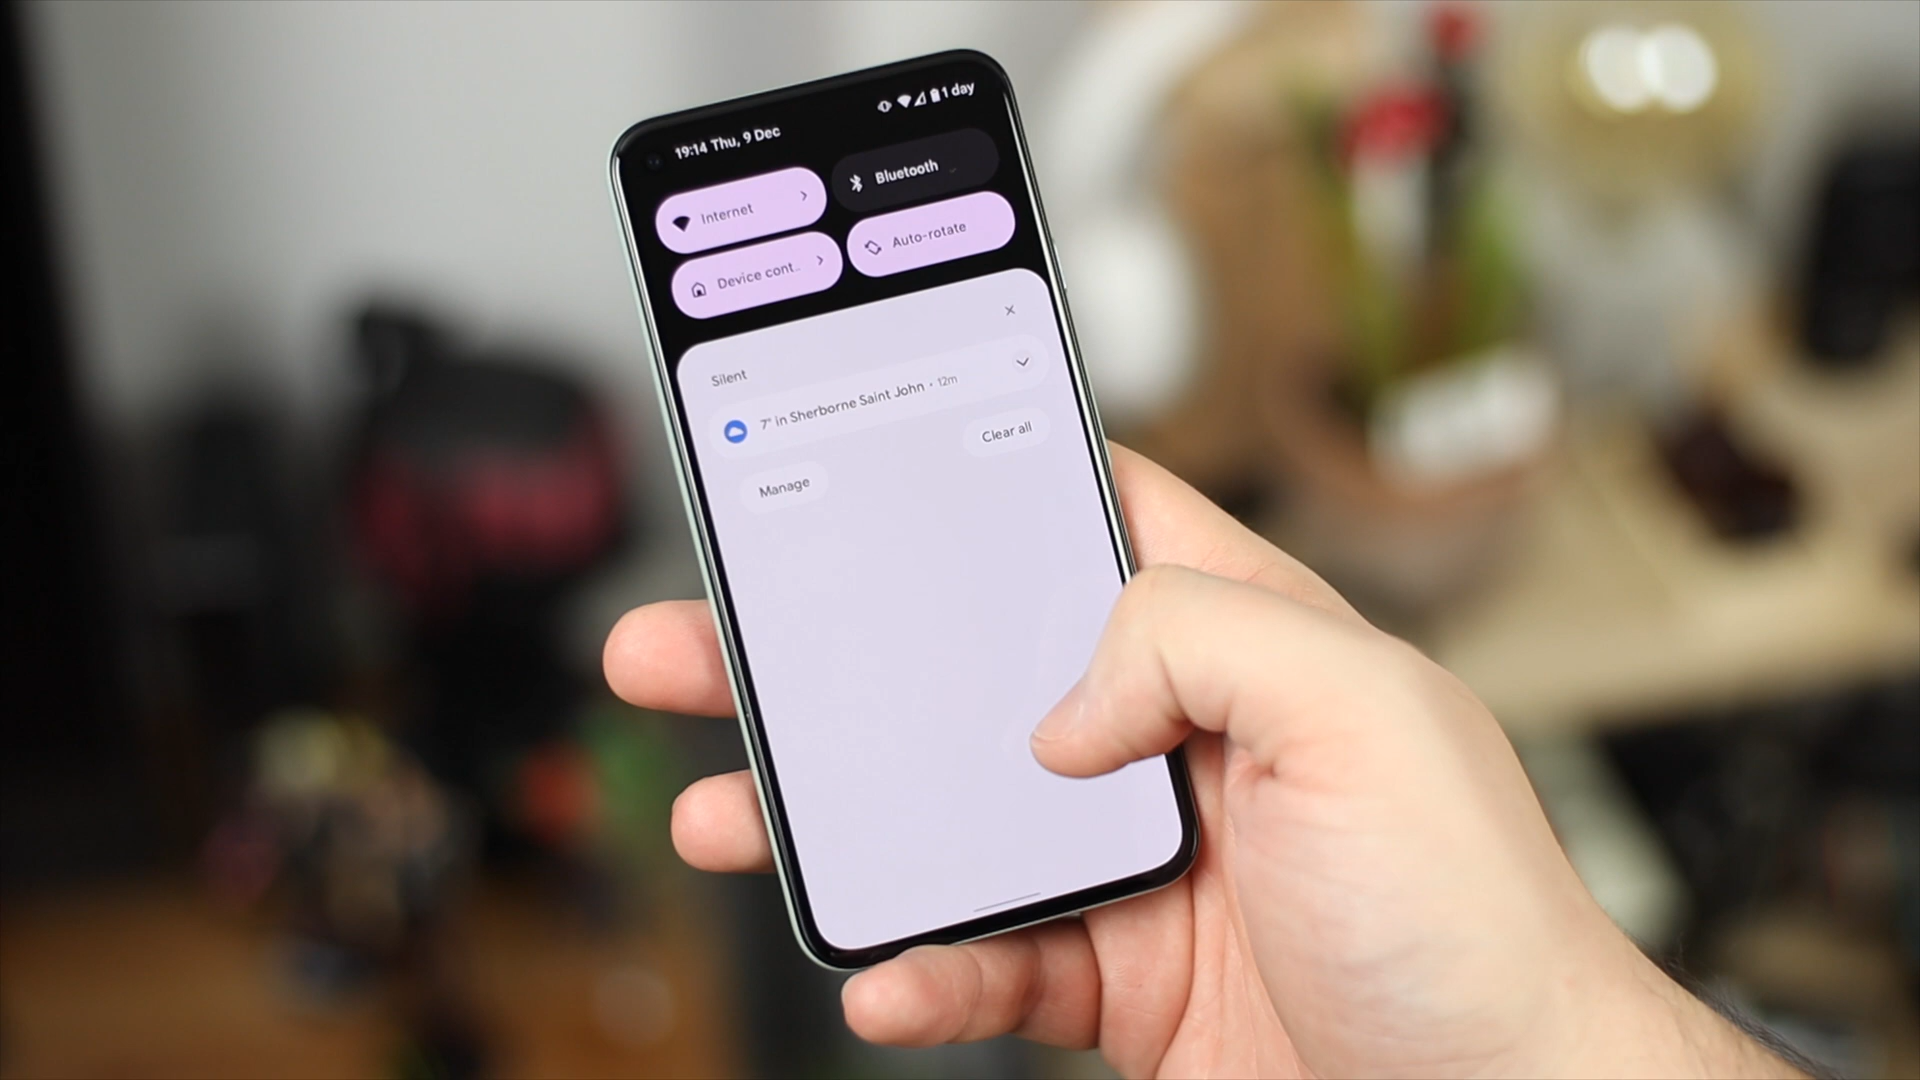 19:14 Thu, 9 Dec
1 day
Internet
Bluetooth
Device cont..
Auto-rotate
Silent
7° in Sherborne Saint John • 12m
Clear all
Manage